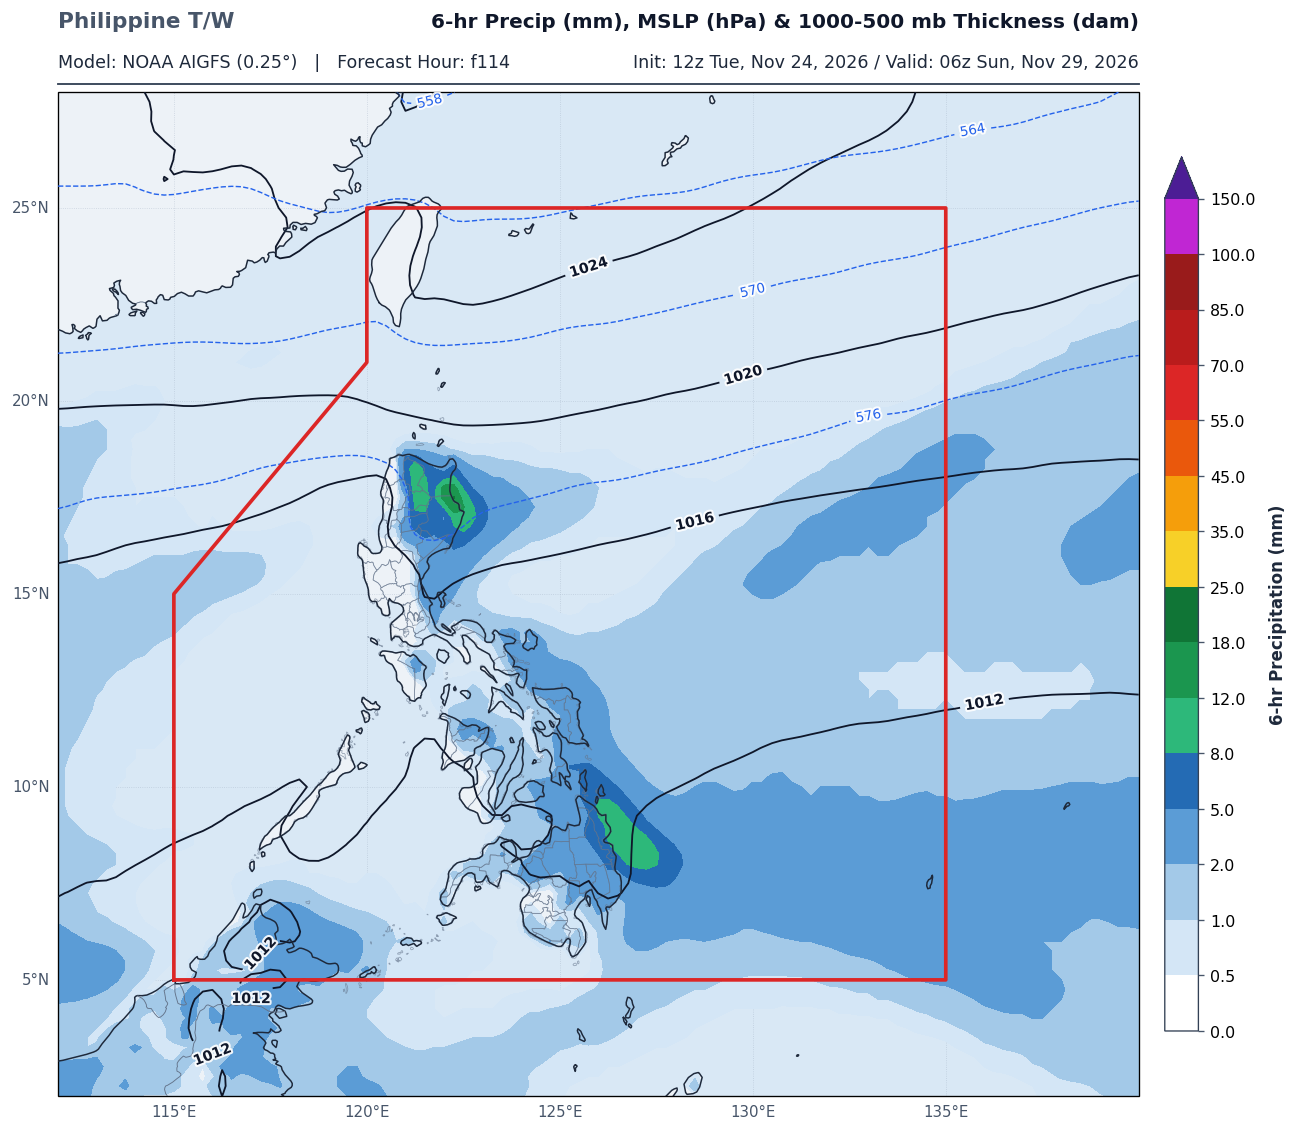 Philippine T/W
6-hr Precip (mm), MSLP (hPa) & 1000-500 mb Thickness (dam)
Model: NOAA AIGFS (0.25°)   |   Forecast Hour: f114
Init: 12z Tue, Nov 24, 2026 / Valid: 06z Sun, Nov 29, 2026
558
564
25°N
1024
570
1020
20°N
576
1016
15°N
1012
10°N
1012
5°N
1012
1012
115°E
120°E
125°E
130°E
135°E
150.0
100.0
85.0
70.0
55.0
45.0
35.0
25.0
18.0
12.0
8.0
5.0
2.0
1.0
0.5
0.0
6-hr Precipitation (mm)